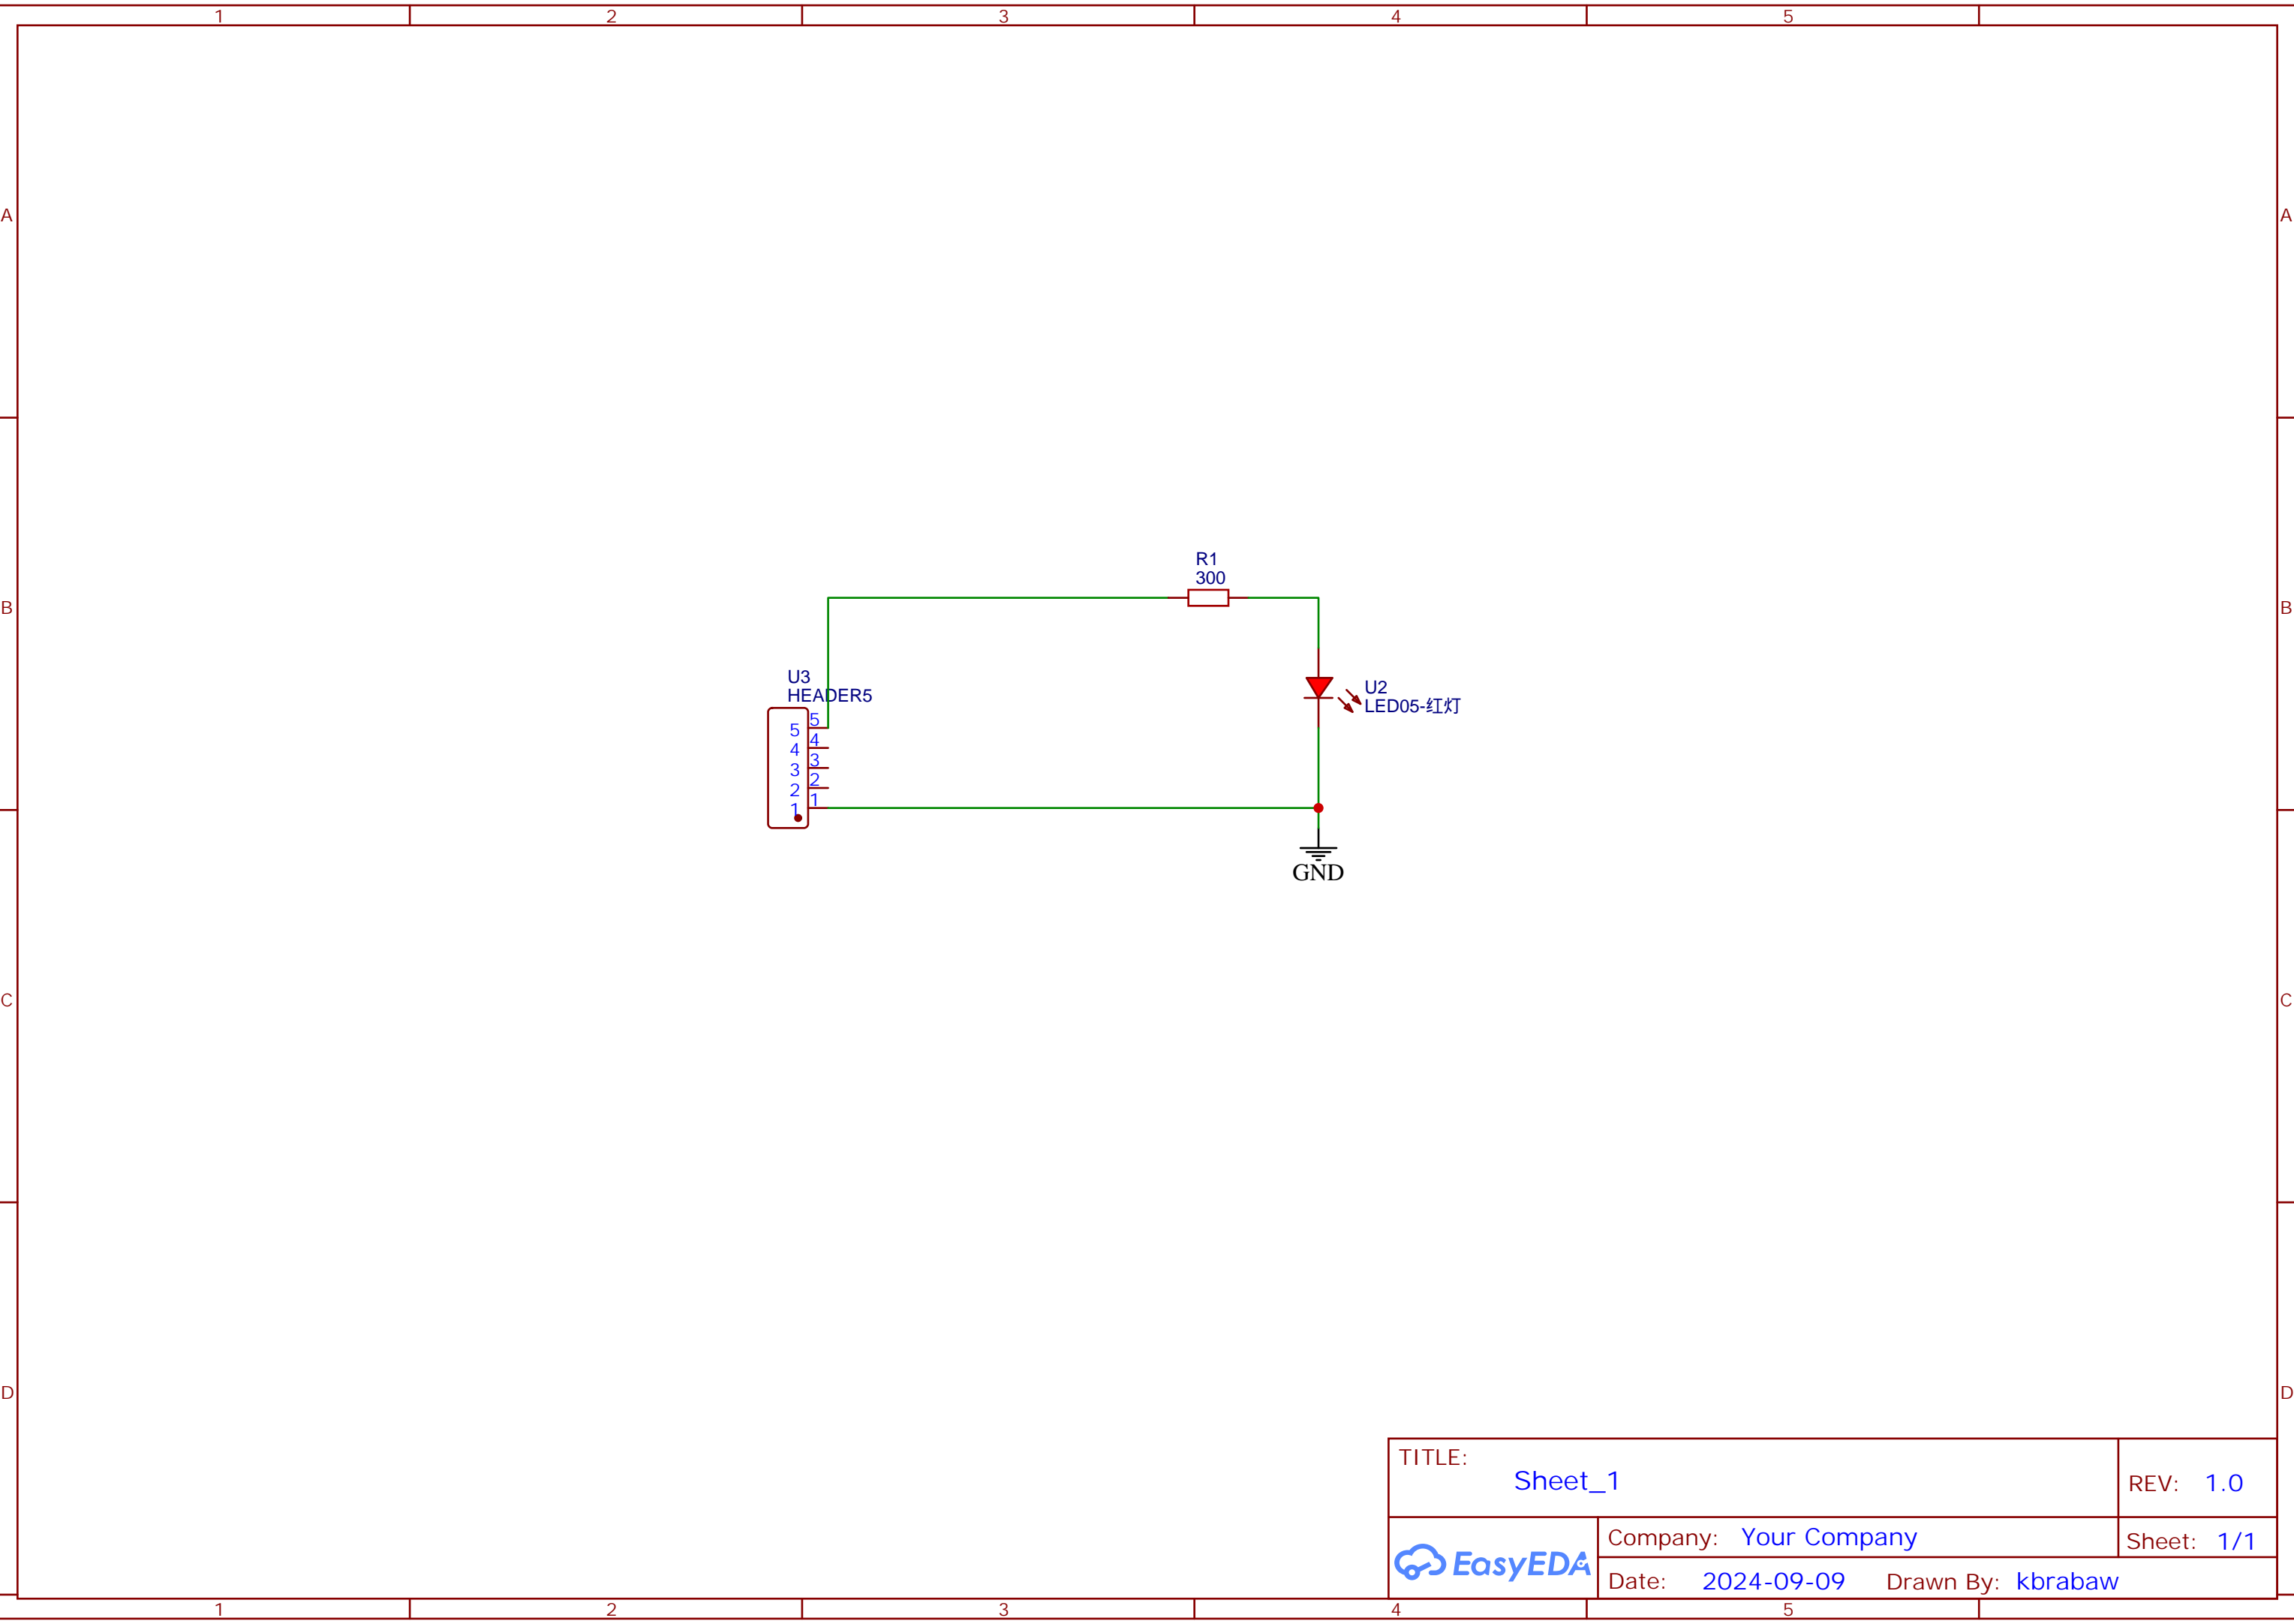 1 2 3 4 5
A A
R1
300
B B
U3
HEADER5
U2
LED05-红灯
5 5
4 4
3 3
2 2
1 1
GND
C C
D D
TITLE:
Sheet_1
REV: 1.0
EasyEDA
Company: Your Company
Sheet: 1/1
Date: 2024-09-09 Drawn By: kbrabaw
1 2 3 4 5